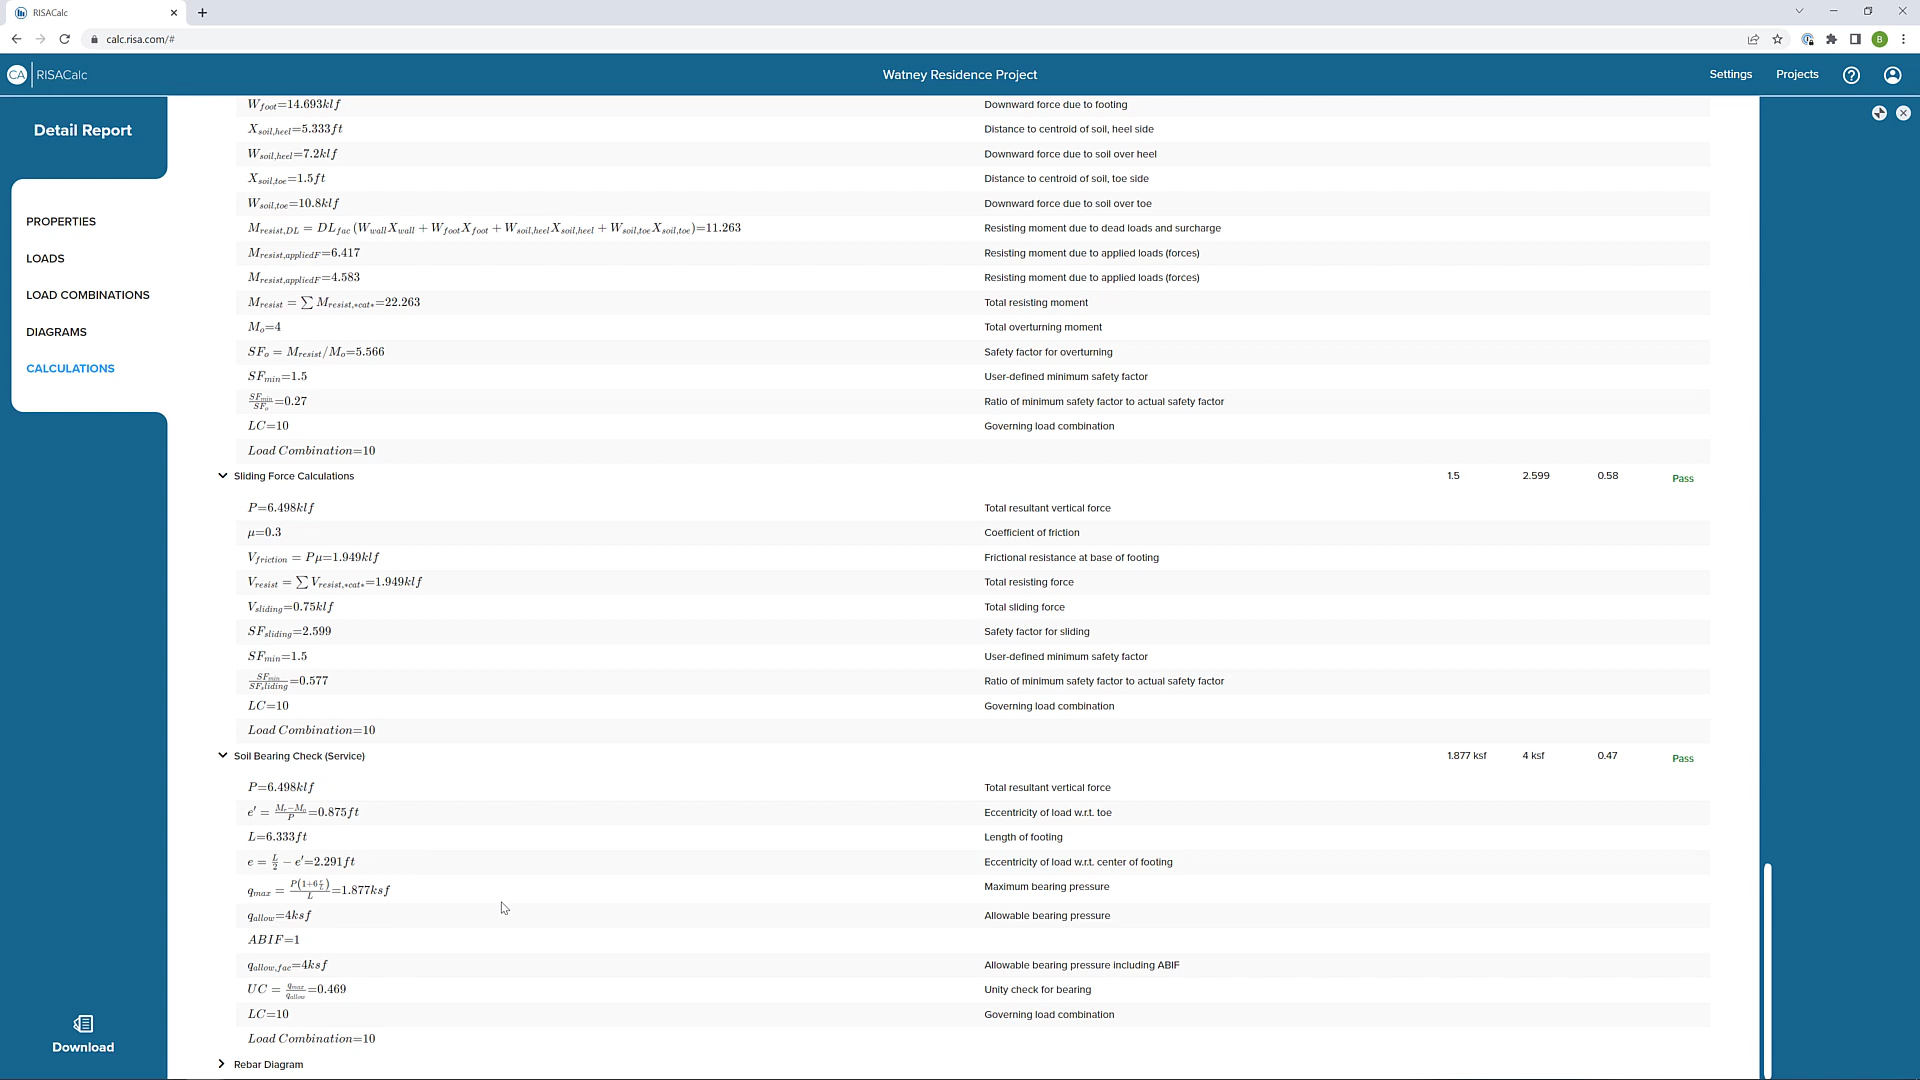 RISACalc
calc.risa.com/#
B
CA RISACalc
Watney Residence Project
Settings Projects
Detail Report
PROPERTIES
LOADS
LOAD COMBINATIONS
DIAGRAMS
CALCULATIONS
Download
W_foot=14.693klf Downward force due to footing
X_soil,heel=5.333ft Distance to centroid of soil, heel side
W_soil,heel=7.2klf Downward force due to soil over heel
X_soil,toe=1.5ft Distance to centroid of soil, toe side
W_soil,toe=10.8klf Downward force due to soil over toe
M_resist,DL = DL_fac (W_wall X_wall + W_foot X_foot + W_soil,heel X_soil,heel + W_soil,toe X_soil,toe)=11.263 Resisting moment due to dead loads and surcharge
M_resist,appliedF=6.417 Resisting moment due to applied loads (forces)
M_resist,appliedF=4.583 Resisting moment due to applied loads (forces)
M_resist = ∑ M_resist,*cat*=22.263 Total resisting moment
M_o=4 Total overturning moment
SF_o = M_resist/M_o=5.566 Safety factor for overturning
SF_min=1.5 User-defined minimum safety factor
SF_min/SF_o=0.27 Ratio of minimum safety factor to actual safety factor
LC=10 Governing load combination
Load Combination=10
Sliding Force Calculations 1.5 2.599 0.58 Pass
P=6.498klf Total resultant vertical force
μ=0.3 Coefficient of friction
V_friction = Pμ=1.949klf Frictional resistance at base of footing
V_resist = ∑ V_resist,*cat*=1.949klf Total resisting force
V_sliding=0.75klf Total sliding force
SF_sliding=2.599 Safety factor for sliding
SF_min=1.5 User-defined minimum safety factor
SF_min/SF_sliding=0.577 Ratio of minimum safety factor to actual safety factor
LC=10 Governing load combination
Load Combination=10
Soil Bearing Check (Service) 1.877 ksf 4 ksf 0.47 Pass
P=6.498klf Total resultant vertical force
e′ = (M_r−M_o)/P=0.875ft Eccentricity of load w.r.t. toe
L=6.333ft Length of footing
e = L/2 − e′=2.291ft Eccentricity of load w.r.t. center of footing
q_max = P(1+6 e/L)/L=1.877ksf Maximum bearing pressure
q_allow=4ksf Allowable bearing pressure
ABIF=1
q_allow,fac=4ksf Allowable bearing pressure including ABIF
UC = q_max/q_allow=0.469 Unity check for bearing
LC=10 Governing load combination
Load Combination=10
Rebar Diagram